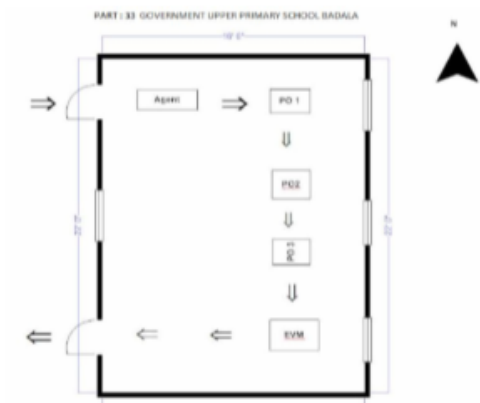 PART : 33 GOVERNMENT UPPER PRIMARY SCHOOL BADALA
N
Agent
PO 1
PO2
PO 3
EVM